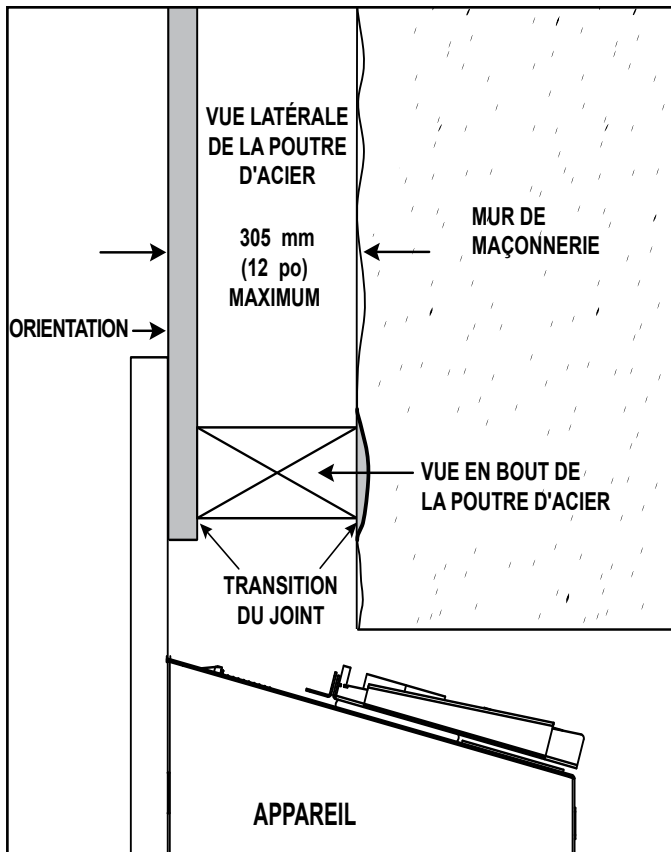 VUE LATÉRALE
DE LA POUTRE
D'ACIER
305 mm
(12 po)
MAXIMUM
MUR DE
MAÇONNERIE
ORIENTATION
VUE EN BOUT DE
LA POUTRE D'ACIER
TRANSITION
DU JOINT
APPAREIL